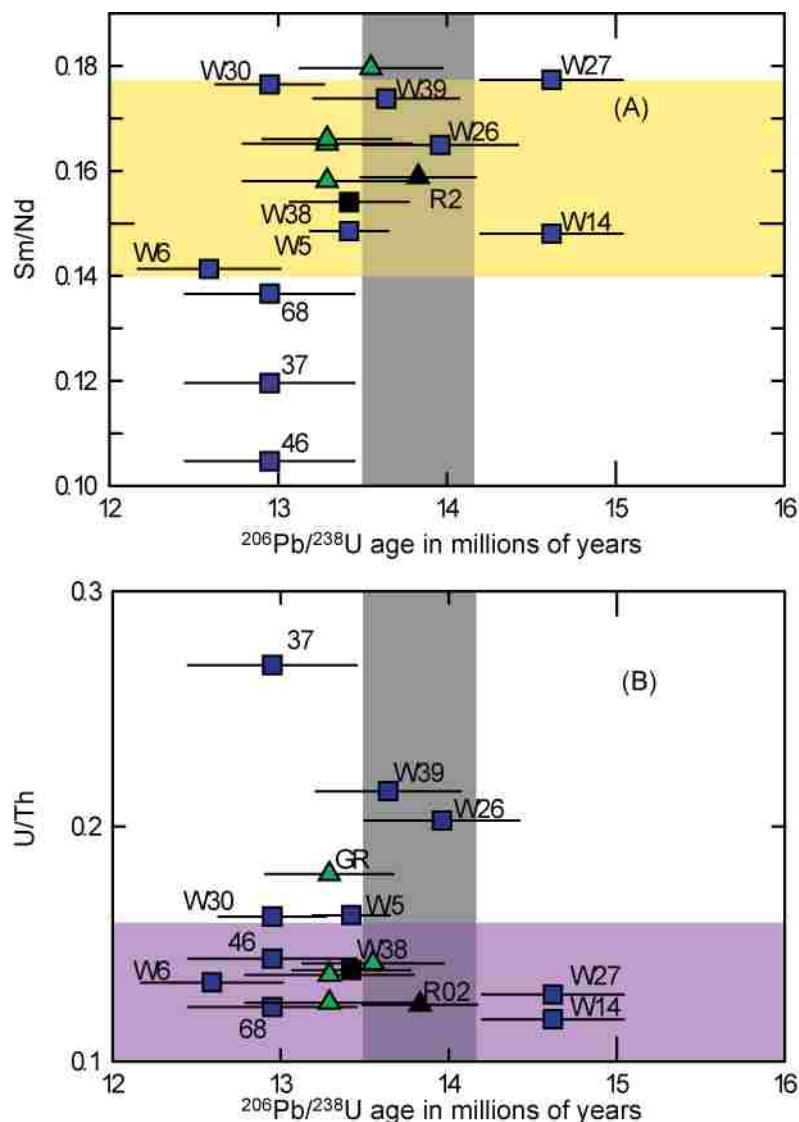 0.18
W30
W27
W39
(A)
W26
0.16
R2
W38
W5
W14
W6
0.14
68
37
0.12
46
0.10
12
13
14
15
16
Sm/Nd
206Pb/238U age in millions of years
0.3
37
(B)
W39
W26
0.2
GR
W30
W5
46
W38
W6
R02
W27
W14
68
0.1
12
13
14
15
16
U/Th
206Pb/238U age in millions of years